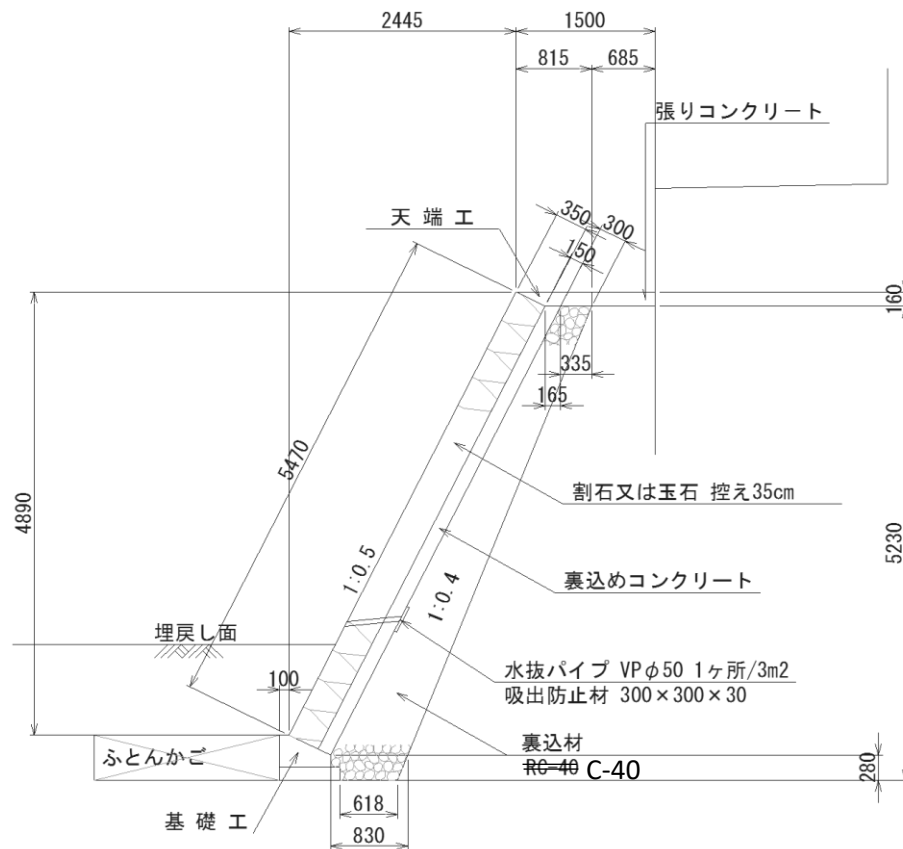 2445
1500
815
685
張りコンクリート
天 端 工
350
300
150
160
335
165
5470
4890
割石又は玉石 控え35cm
5230
1:0.5
裏込めコンクリート
1:0.4
埋戻し面
水抜パイプ VPφ50 1ヶ所/3m2
吸出防止材 300×300×30
100
裏込材
RC-40 C-40
ふとんかご
280
618
基 礎 工
830